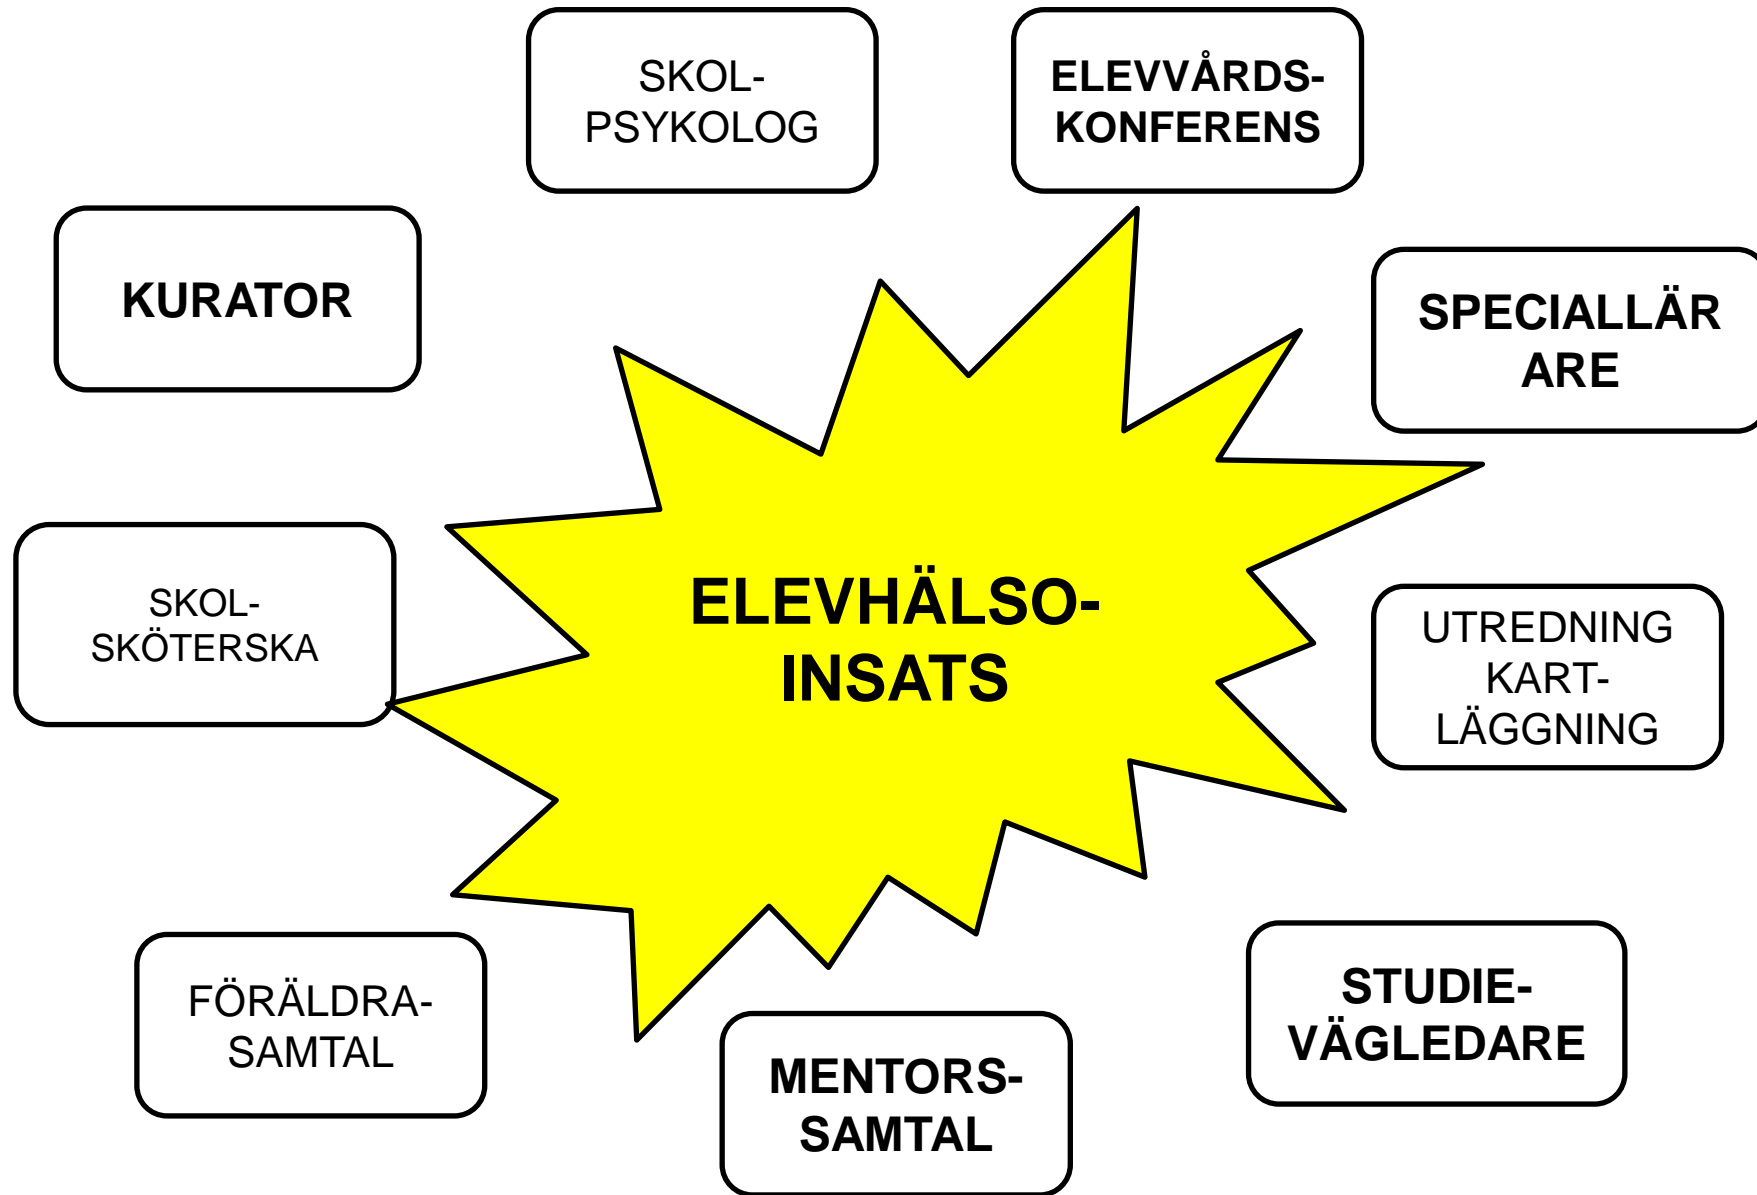 SKOL-
PSYKOLOG
ELEVVÅRDS-
KONFERENS
KURATOR
SPECIALLÄR
ARE
SKOL-
SKÖTERSKA
ELEVHÄLSO-
INSATS
UTREDNING
KART-
LÄGGNING
FÖRÄLDRA-
SAMTAL
MENTORS-
SAMTAL
STUDIE-
VÄGLEDARE